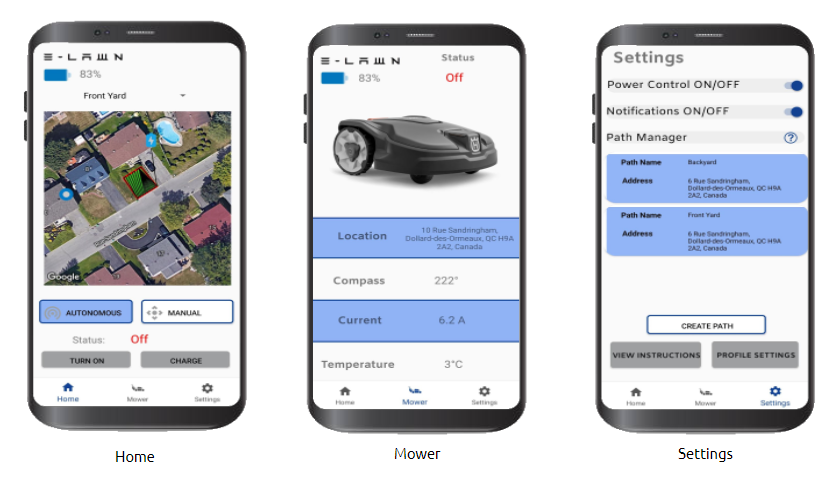 E-LAWN
83%
Front Yard
Rue Sandringham
Google
AUTONOMOUS
MANUAL
Status:
Off
TURN ON
CHARGE
Home
Mower
Settings
Home
E-LAWN
83%
Status
Off
Location
10 Rue Sandringham,
Dollard-des-Ormeaux, QC H9A
2A2, Canada
Compass
222°
Current
6.2 A
Temperature
3°C
Home
Mower
Settings
Mower
Settings
Power Control ON/OFF
Notifications ON/OFF
Path Manager
?
Path Name
Backyard
Address
6 Rue Sandringham,
Dollard-des-Ormeaux, QC H9A
2A2, Canada
Path Name
Front Yard
Address
6 Rue Sandringham,
Dollard-des-Ormeaux, QC H9A
2A2, Canada
CREATE PATH
VIEW INSTRUCTIONS
PROFILE SETTINGS
Home
Mower
Settings
Settings